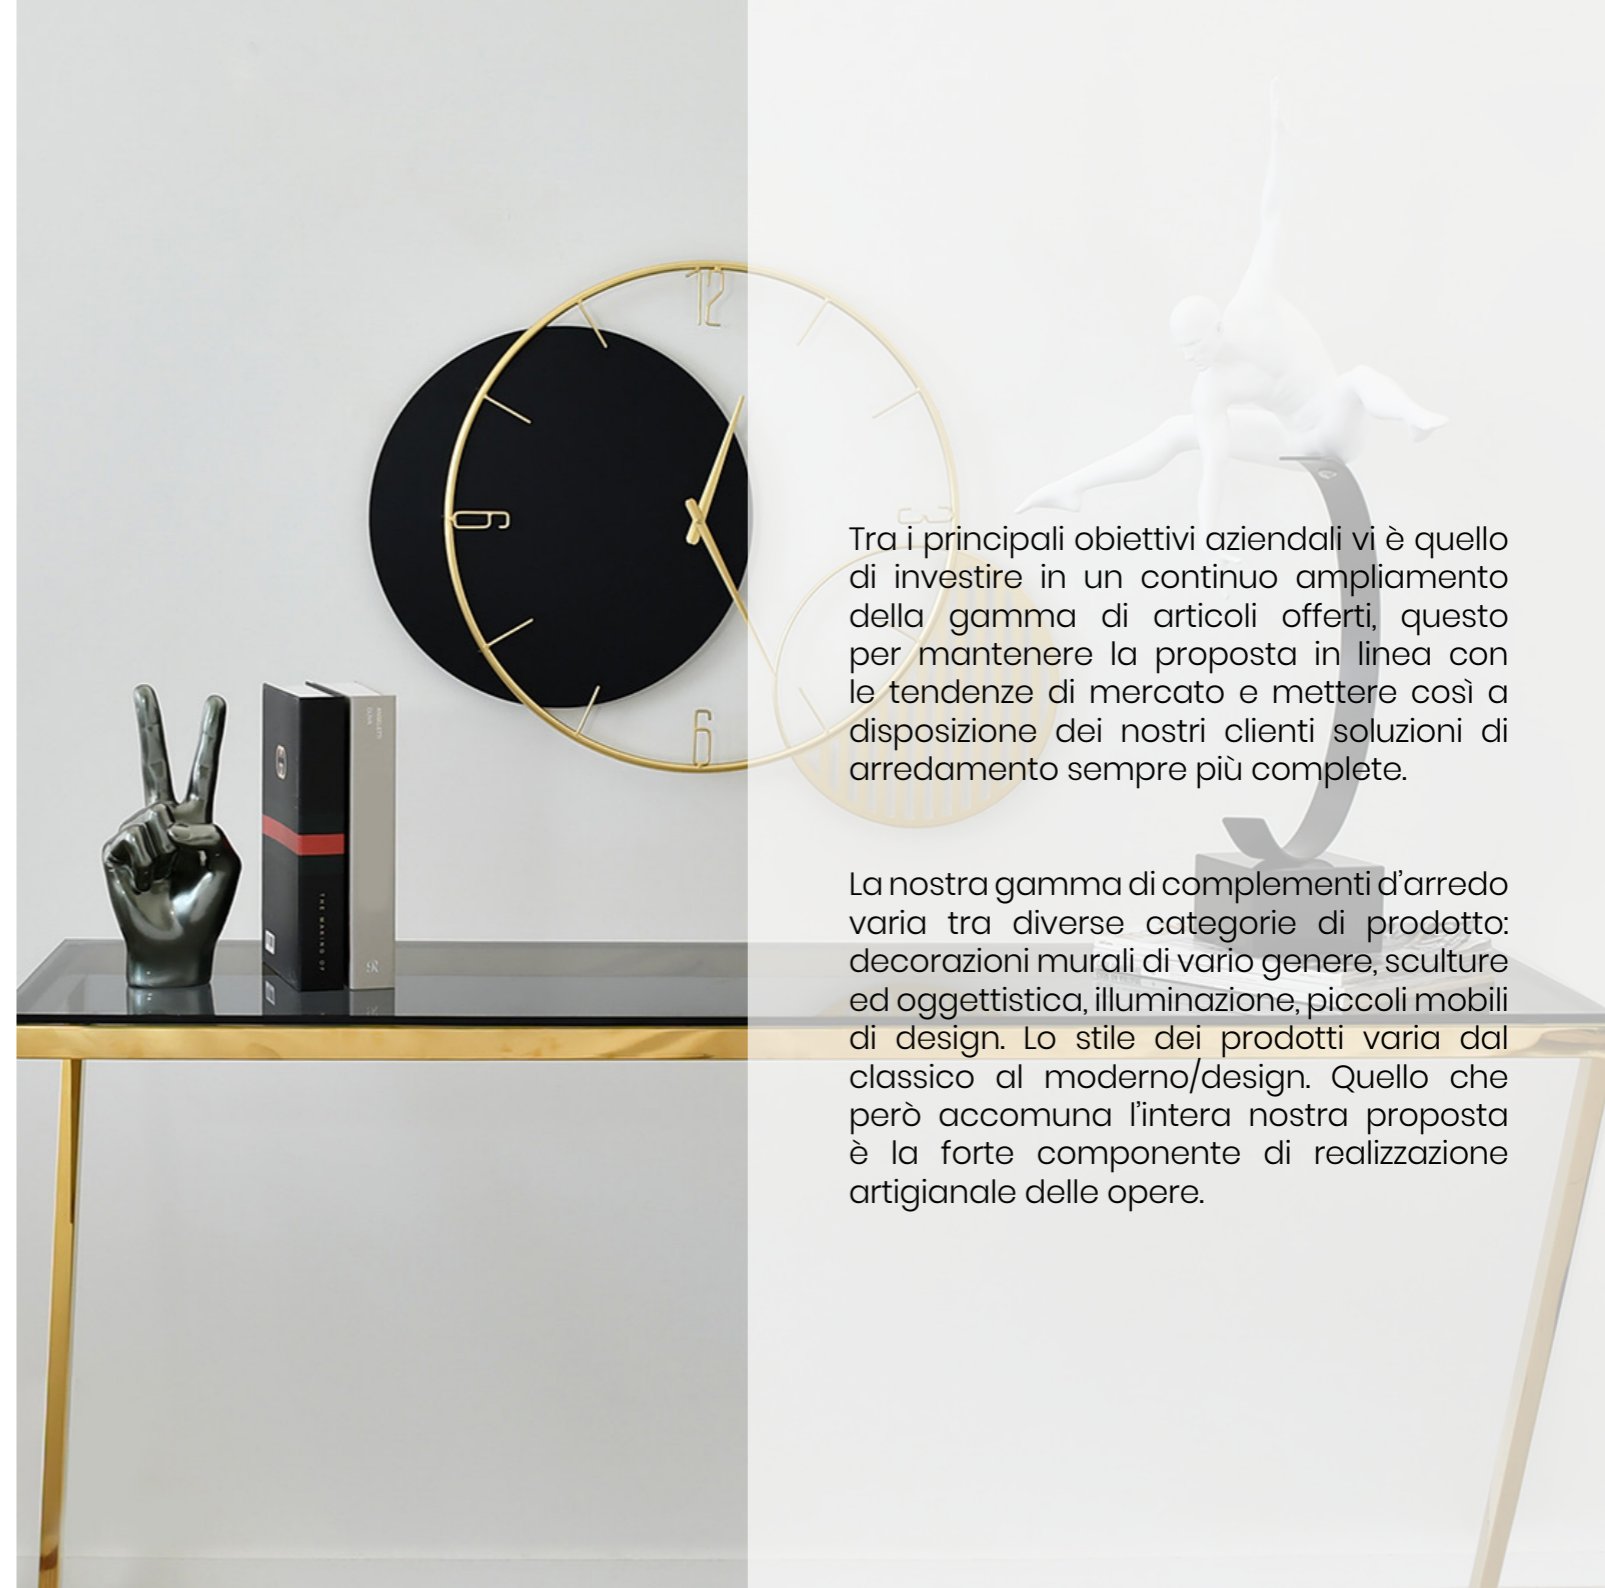 12
9
3
6
THE MAKING OF
Tra i principali obiettivi aziendali vi è quello
di investire in un continuo ampliamento
della gamma di articoli offerti, questo
per mantenere la proposta in linea con
le tendenze di mercato e mettere così a
disposizione dei nostri clienti soluzioni di
arredamento sempre più complete.
La nostra gamma di complementi d’arredo
varia tra diverse categorie di prodotto:
decorazioni murali di vario genere, sculture
ed oggettistica, illuminazione, piccoli mobili
di design. Lo stile dei prodotti varia dal
classico al moderno/design. Quello che
però accomuna l’intera nostra proposta
è la forte componente di realizzazione
artigianale delle opere.